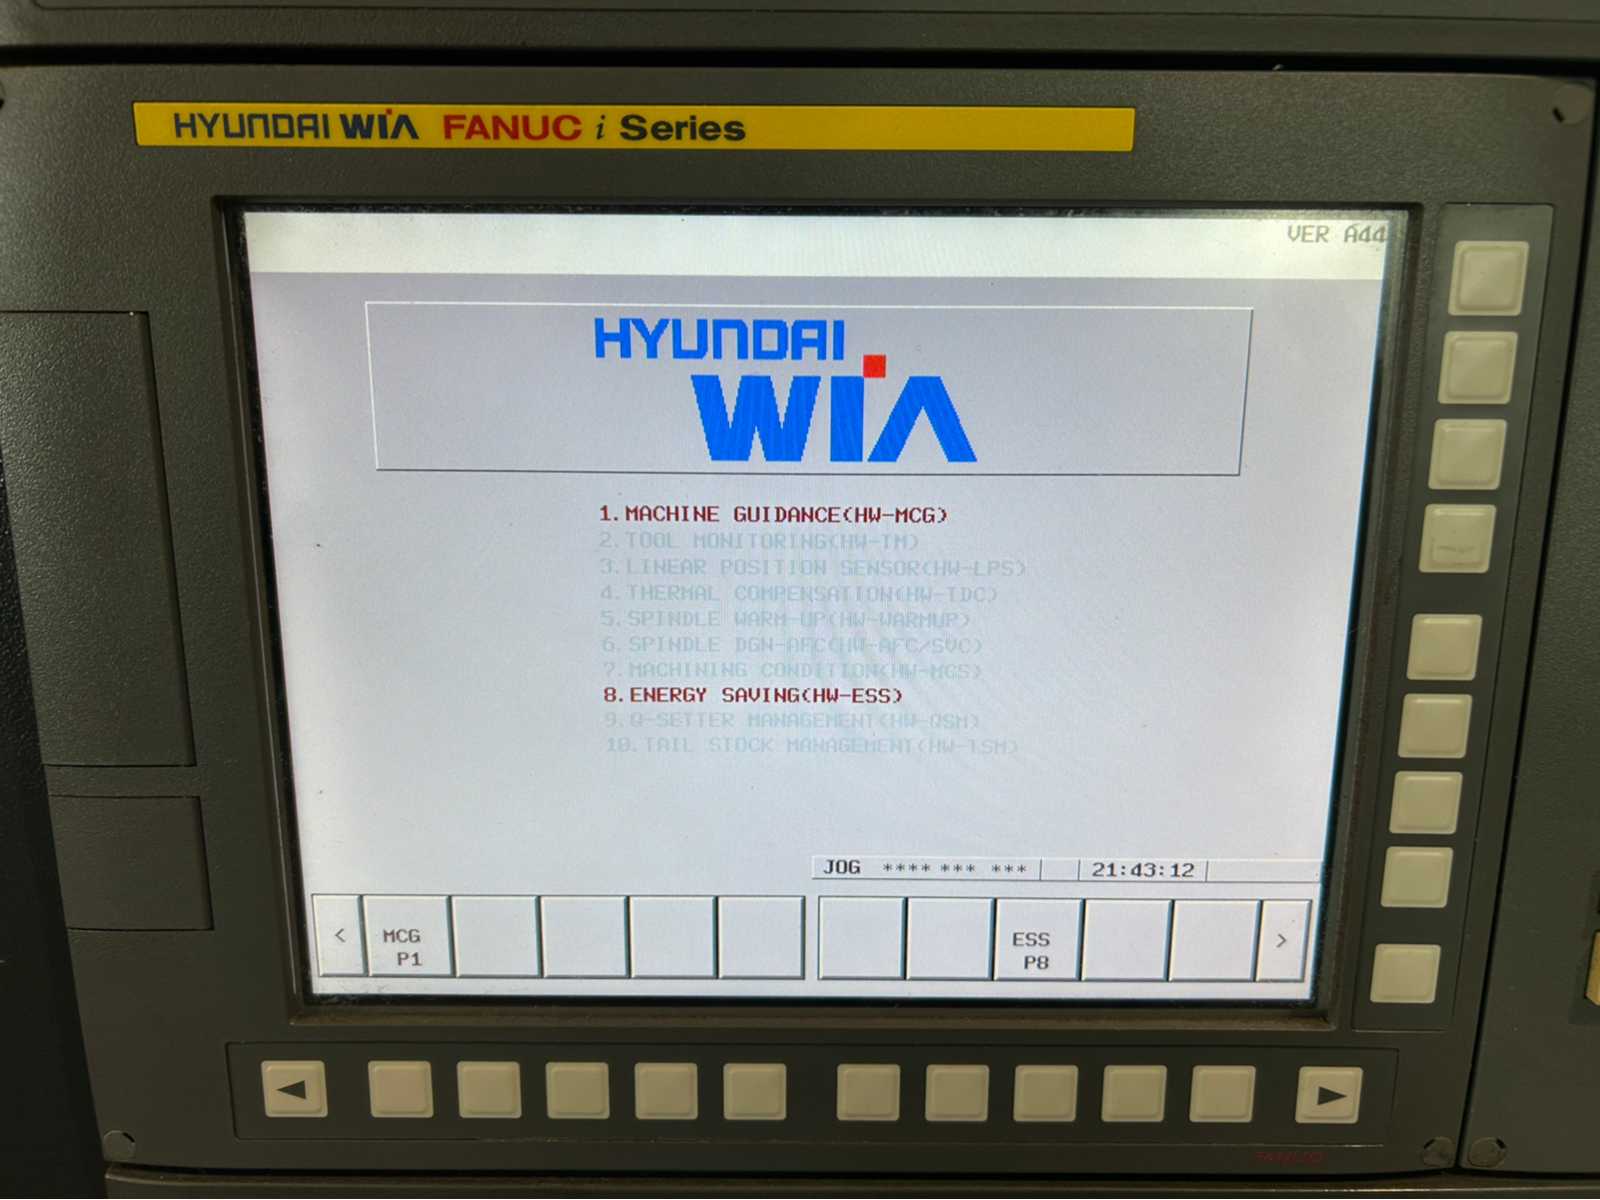 HYUNDAI WIA FANUC i Series
VER A44
HYUNDAI
WIA
1.MACHINE GUIDANCE(HW-MCG)
2.TOOL MONITORING(HW-TM)
3.LINEAR POSITION SENSOR(HW-LPS)
4.THERMAL COMPENSATION(HW-TDC)
5.SPINDLE WARM-UP(HW-WARMUP)
6.SPINDLE DGN-AFC(HW-AFC/SVC)
7.MACHINING CONDITION(HW-MCS)
8.ENERGY SAVING(HW-ESS)
9.Q-SETTER MANAGEMENT(HW-QSM)
10.TAIL STOCK MANAGEMENT(HW-TSM)
JOG **** *** *** 21:43:12
< MCG ESS >
P1 P8
FANUC